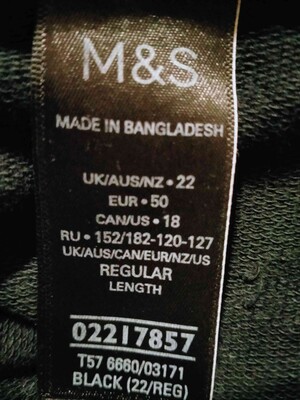 M&S
MADE IN BANGLADESH
UK/AUS/NZ • 22
EUR • 50
CAN/US • 18
RU • 152/182-120-127
UK/AUS/CAN/EUR/NZ/US
REGULAR
LENGTH
02217857
T57 6660/03171
BLACK (22/REG)